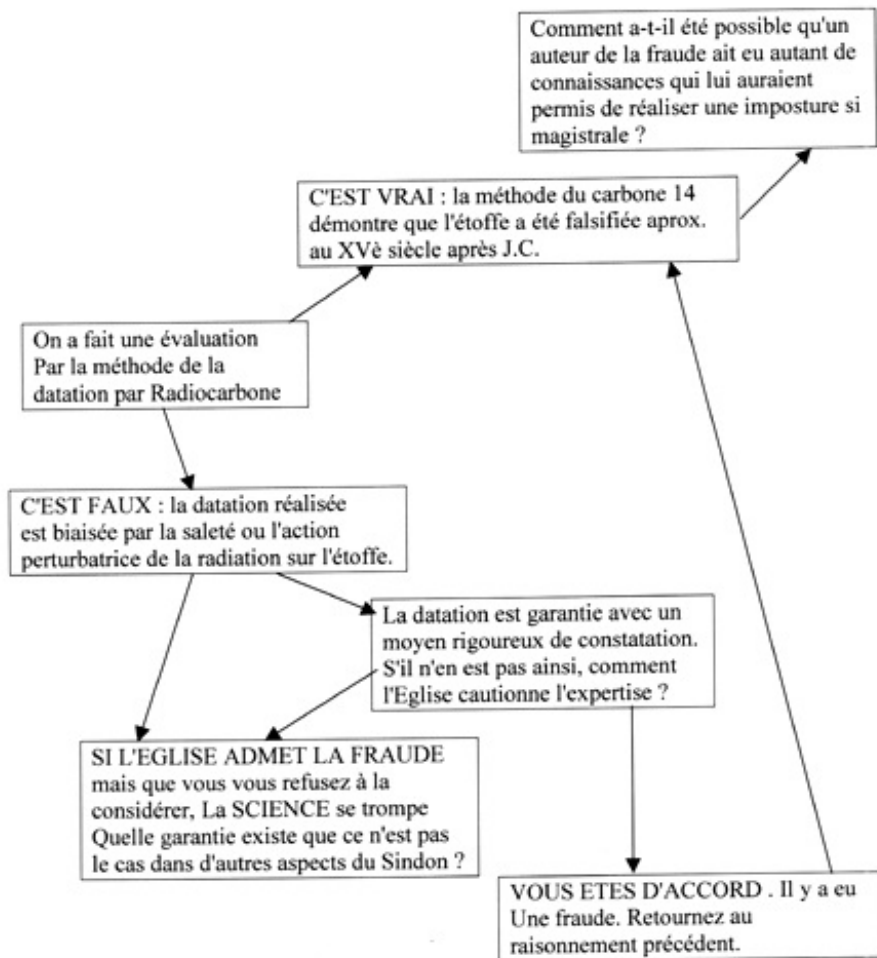 Comment a-t-il été possible qu'un
auteur de la fraude ait eu autant de
connaissances qui lui auraient
permis de réaliser une imposture si
magistrale ?
C'EST VRAI : la méthode du carbone 14
démontre que l'étoffe a été falsifiée aprox.
au XVè siècle après J.C.
On a fait une évaluation
Par la méthode de la
datation par Radiocarbone
C'EST FAUX : la datation réalisée
est biaisée par la saleté ou l'action
perturbatrice de la radiation sur l'étoffe.
La datation est garantie avec un
moyen rigoureux de constatation.
S'il n'en est pas ainsi, comment
l'Eglise cautionne l'expertise ?
SI L'EGLISE ADMET LA FRAUDE
mais que vous vous refusez à la
considérer, La SCIENCE se trompe
Quelle garantie existe que ce n'est pas
le cas dans d'autres aspects du Sindon ?
VOUS ETES D'ACCORD . Il y a eu
Une fraude. Retournez au
raisonnement précédent.